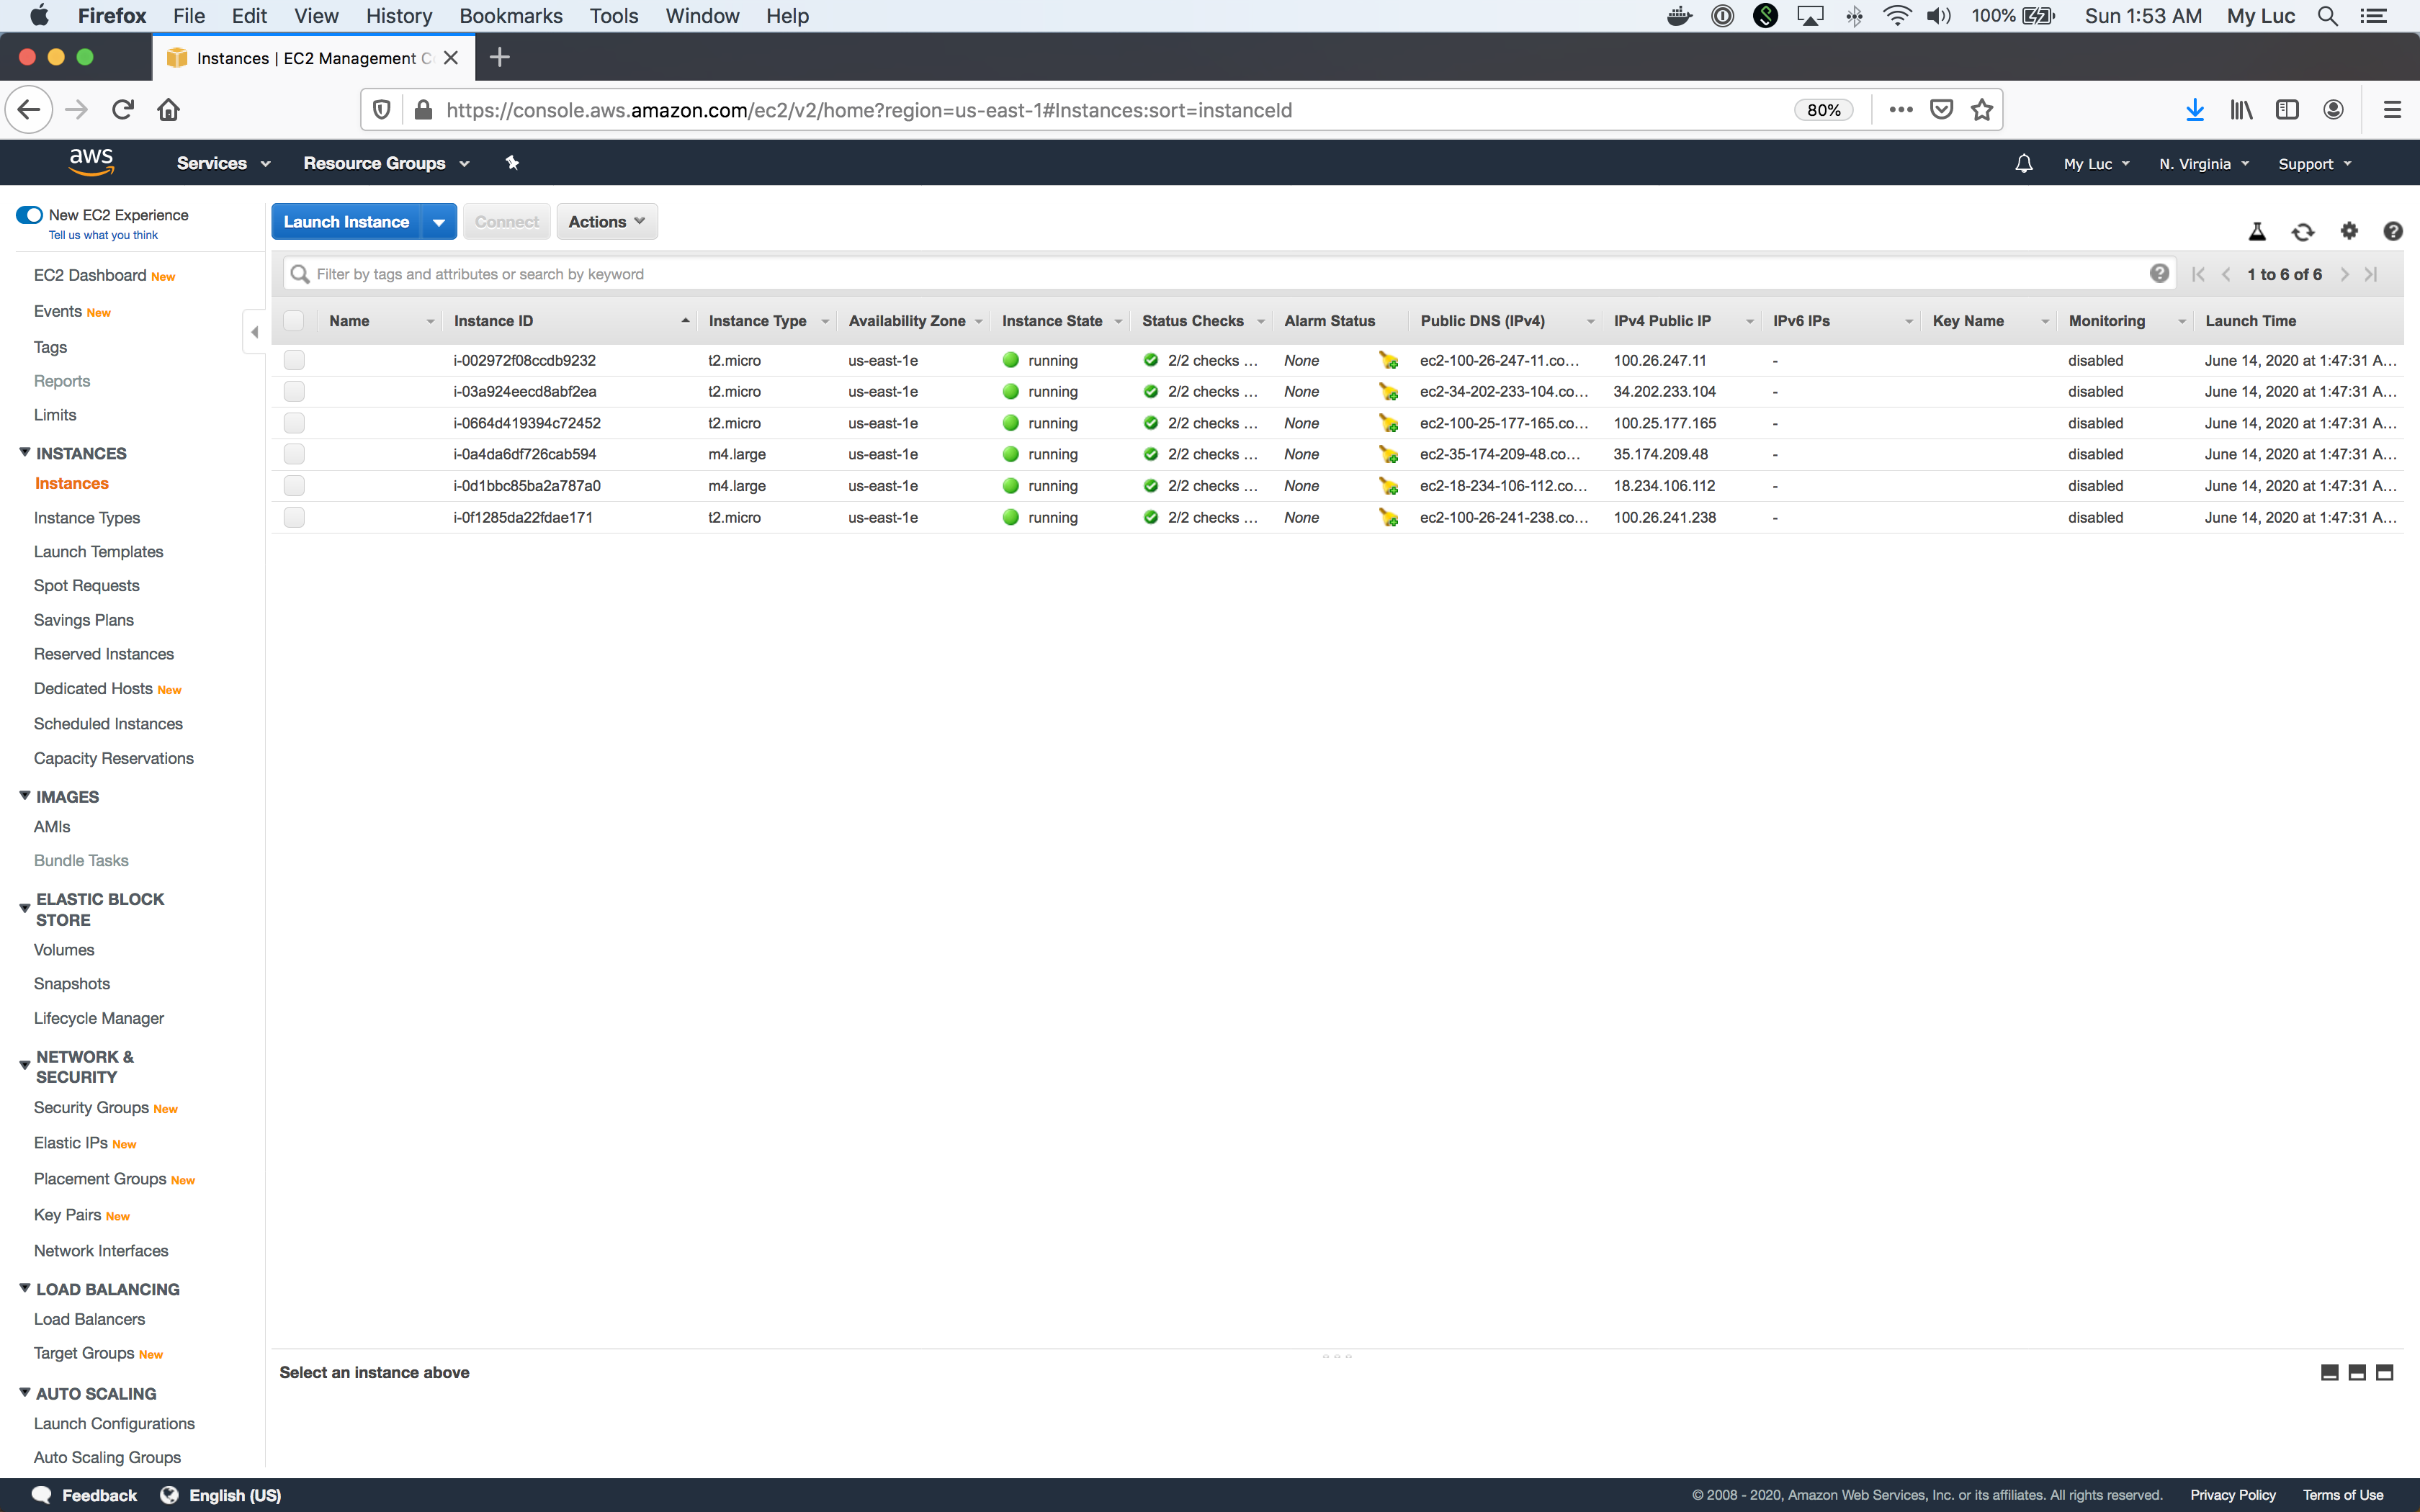 Firefox File Edit View History Bookmarks Tools Window Help 100% Sun 1:53 AM My Luc
Instances | EC2 Management C
https://console.aws.amazon.com/ec2/v2/home?region=us-east-1#Instances:sort=instanceId 80%
aws Services Resource Groups My Luc N. Virginia Support
New EC2 Experience
Tell us what you think
EC2 Dashboard New
Events New
Tags
Reports
Limits
INSTANCES
Instances
Instance Types
Launch Templates
Spot Requests
Savings Plans
Reserved Instances
Dedicated Hosts New
Scheduled Instances
Capacity Reservations
IMAGES
AMIs
Bundle Tasks
ELASTIC BLOCK
STORE
Volumes
Snapshots
Lifecycle Manager
NETWORK &
SECURITY
Security Groups New
Elastic IPs New
Placement Groups New
Key Pairs New
Network Interfaces
LOAD BALANCING
Load Balancers
Target Groups New
AUTO SCALING
Launch Configurations
Auto Scaling Groups
Launch Instance Connect Actions
Filter by tags and attributes or search by keyword 1 to 6 of 6
Name Instance ID Instance Type Availability Zone Instance State Status Checks Alarm Status Public DNS (IPv4) IPv4 Public IP IPv6 IPs Key Name Monitoring Launch Time
i-002972f08ccdb9232 t2.micro us-east-1e running 2/2 checks ... None ec2-100-26-247-11.co... 100.26.247.11 - disabled June 14, 2020 at 1:47:31 A...
i-03a924eecd8abf2ea t2.micro us-east-1e running 2/2 checks ... None ec2-34-202-233-104.co... 34.202.233.104 - disabled June 14, 2020 at 1:47:31 A...
i-0664d419394c72452 t2.micro us-east-1e running 2/2 checks ... None ec2-100-25-177-165.co... 100.25.177.165 - disabled June 14, 2020 at 1:47:31 A...
i-0a4da6df726cab594 m4.large us-east-1e running 2/2 checks ... None ec2-35-174-209-48.co... 35.174.209.48 - disabled June 14, 2020 at 1:47:31 A...
i-0d1bbc85ba2a787a0 m4.large us-east-1e running 2/2 checks ... None ec2-18-234-106-112.co... 18.234.106.112 - disabled June 14, 2020 at 1:47:31 A...
i-0f1285da22fdae171 t2.micro us-east-1e running 2/2 checks ... None ec2-100-26-241-238.co... 100.26.241.238 - disabled June 14, 2020 at 1:47:31 A...
Select an instance above
Feedback English (US) © 2008 - 2020, Amazon Web Services, Inc. or its affiliates. All rights reserved. Privacy Policy Terms of Use